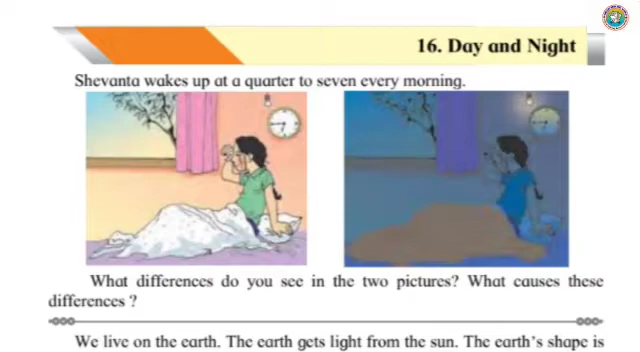 16. Day and Night
Shevanta wakes up at a quarter to seven every morning.
What differences do you see in the two pictures? What causes these
differences ?
We live on the earth. The earth gets light from the sun. The earth's shape is